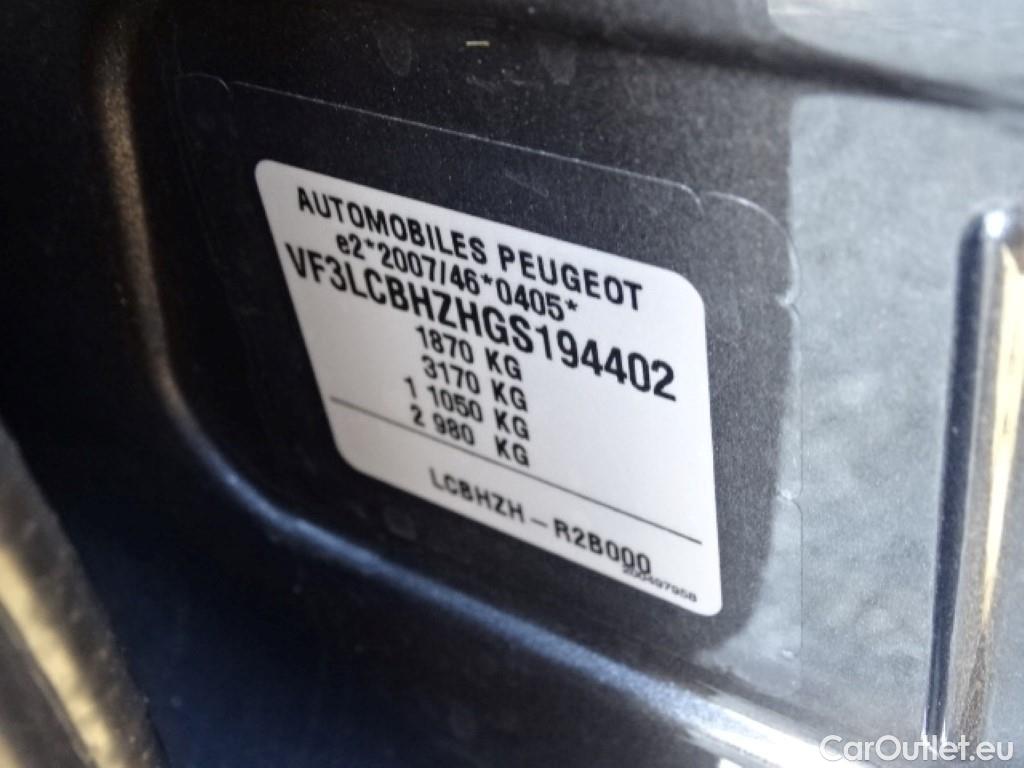 AUTOMOBILES PEUGEOT
e2*2007/46*0405*
VF3LCBHZHGS194402
1870 KG
3170 KG
1 1050 KG
2 980 KG
LCBHZH-R2B000
200497958
CarOutlet.eu